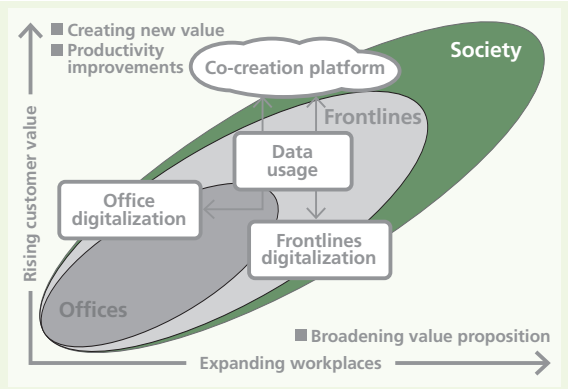 ■ Creating new value
■ Productivity
improvements
Co-creation platform
Society
Frontlines
Data
usage
Office
digitalization
Frontlines
digitalization
Offices
Rising customer value
■ Broadening value proposition
Expanding workplaces